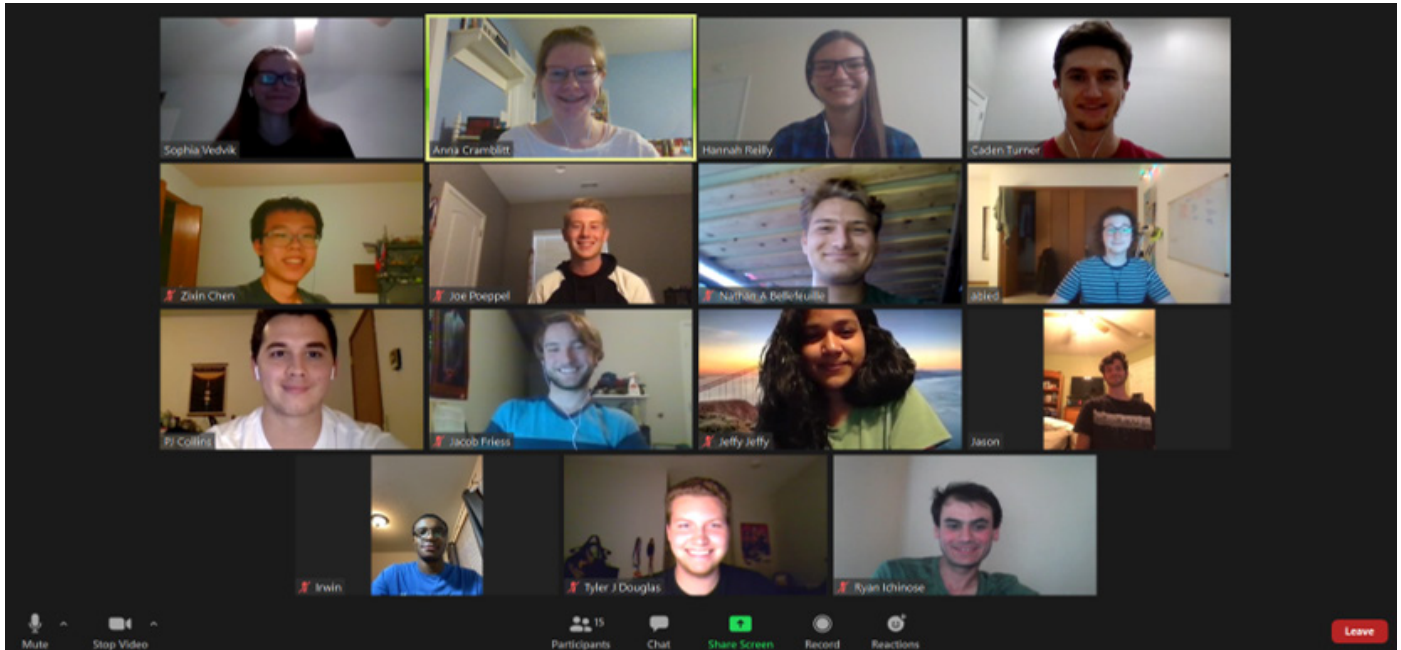 Sophia Vedvik
Anna Cramblitt
Hannah Reilly
Caden Turner
Zixin Chen
Joe Poeppel
Nathan A Bellefeuille
abled
PJ Collins
Jacob Friess
Jeffy Jeffy
Jason
Irwin
Tyler J Douglas
Ryan Ichinose
Mute
Stop Video
Participants
15
Chat
Share Screen
Record
Reactions
Leave